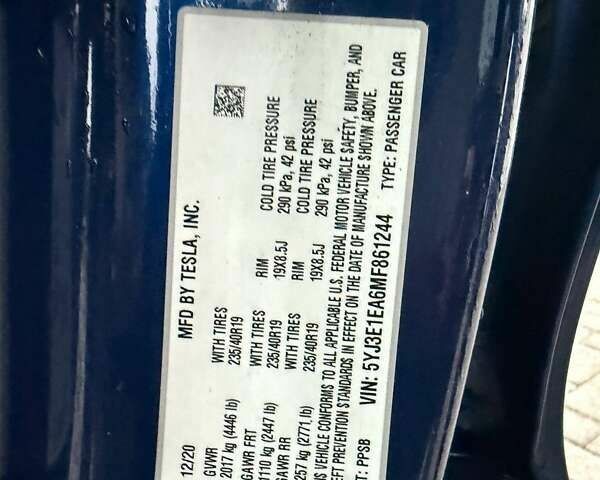 MFD BY TESLA, INC.
12/20
GVWR
2017 kg (4446 lb)
WITH TIRES
235/40R19
GAWR FRT
1110 kg (2447 lb)
WITH TIRES
235/40R19
RIM
19X8.5J
COLD TIRE PRESSURE
290 kPa, 42 psi
GAWR RR
257 kg (2771 lb)
WITH TIRES
235/40R19
RIM
19X8.5J
COLD TIRE PRESSURE
290 kPa, 42 psi
VEHICLE CONFORMS TO ALL APPLICABLE U.S. FEDERAL MOTOR VEHICLE SAFETY, BUMPER, AND
PREVENTION STANDARDS IN EFFECT ON THE DATE OF MANUFACTURE SHOWN ABOVE.
PPSB VIN: 5YJ3E1EA6MF861244 TYPE: PASSENGER CAR